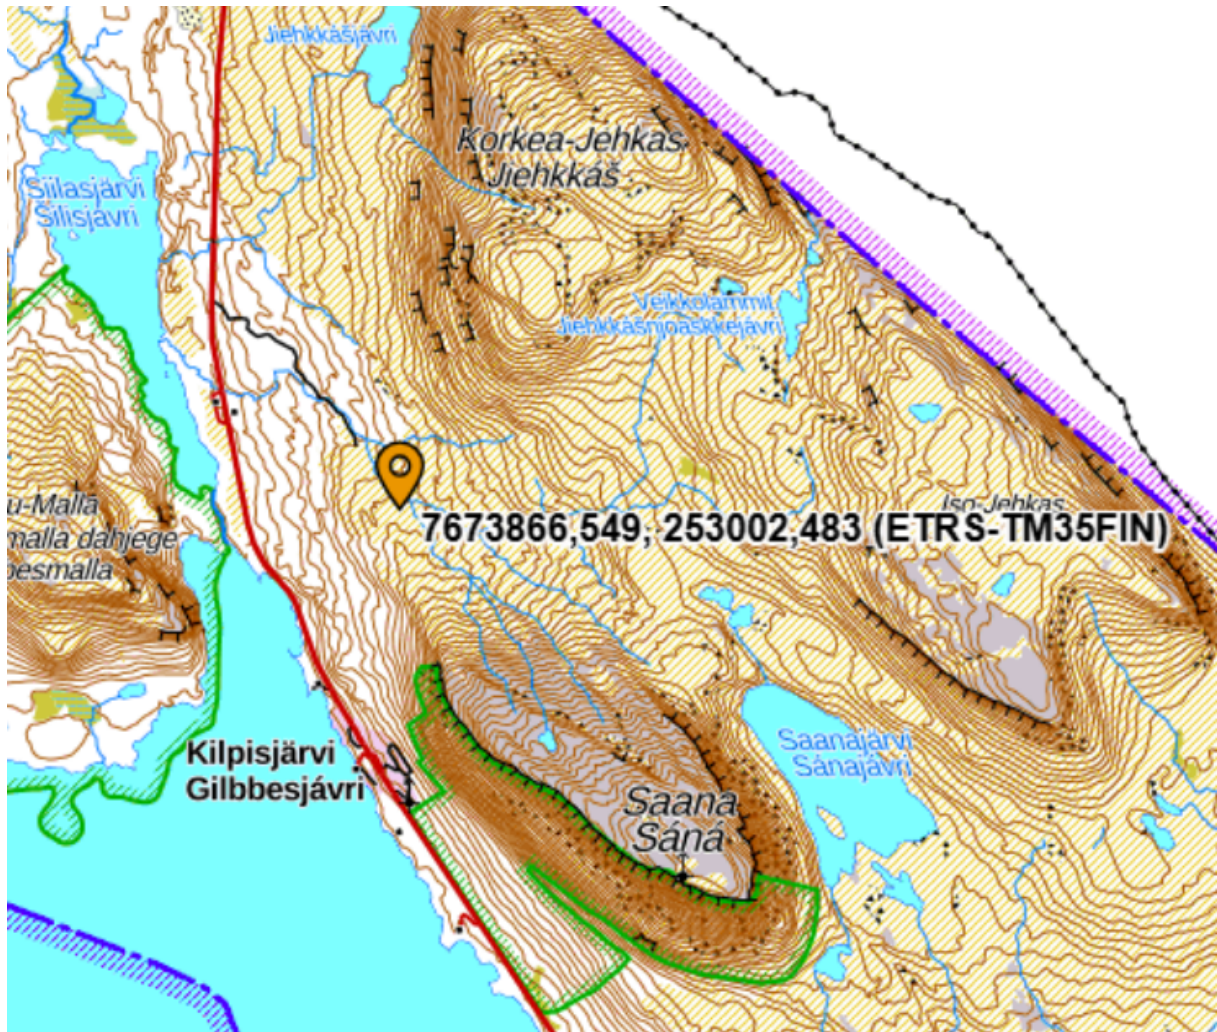 Jiehkkášjávri
Korkea-Jehkas
Jiehkkáš
Siilasjärvi
Silisjávri
Veikkolammit
u-Malla
malla dahjege
besmalla
Iso-Jehkas
7673866,549, 253002,483 (ETRS-TM35FIN)
Kilpisjärvi
Gilbbesjávri
Saanajärvi
Sánajávri
Saana
Sáná